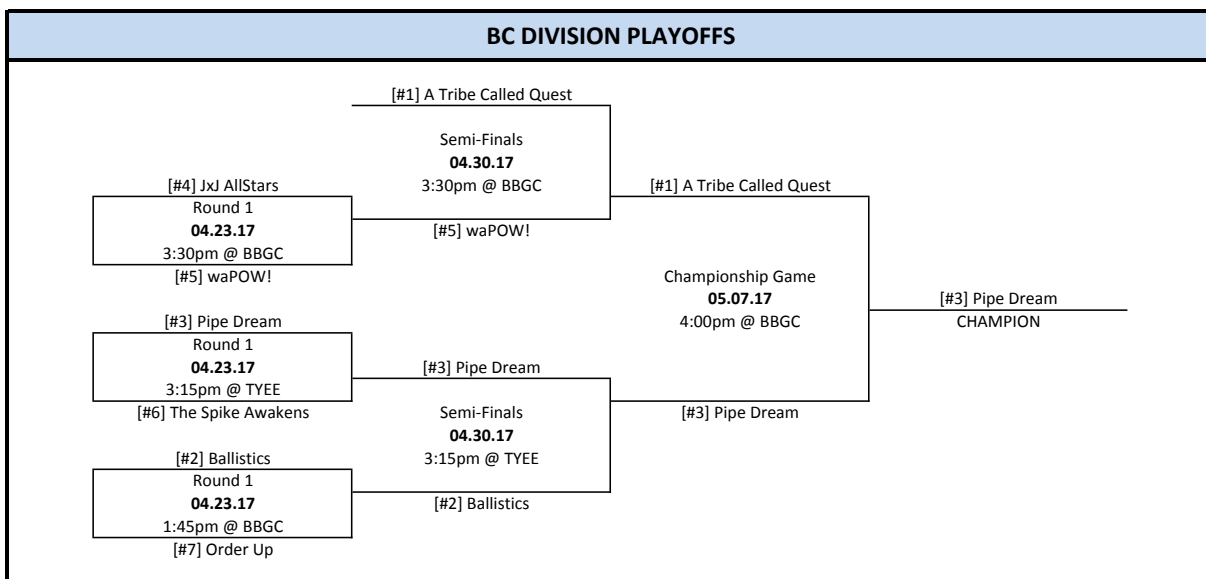 BC DIVISION PLAYOFFS
[#1] A Tribe Called Quest
Semi-Finals
04.30.17
3:30pm @ BBGC
[#4] JxJ AllStars
Round 1
04.23.17
3:30pm @ BBGC
[#5] waPOW!
[#5] waPOW!
[#1] A Tribe Called Quest
Championship Game
05.07.17
4:00pm @ BBGC
[#3] Pipe Dream
CHAMPION
[#3] Pipe Dream
Round 1
04.23.17
3:15pm @ TYEE
[#6] The Spike Awakens
[#3] Pipe Dream
Semi-Finals
04.30.17
3:15pm @ TYEE
[#3] Pipe Dream
[#2] Ballistics
Round 1
04.23.17
1:45pm @ BBGC
[#7] Order Up
[#2] Ballistics